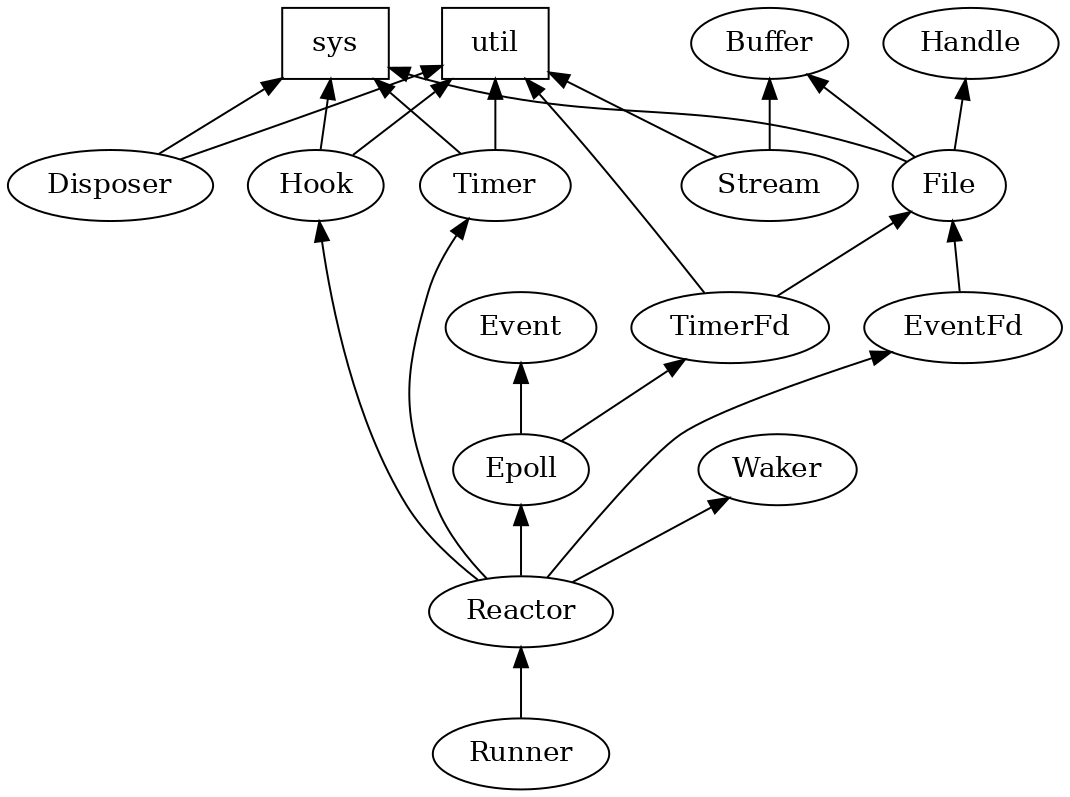 sys
util
Buffer
Handle
Disposer
Hook
Timer
Stream
File
Event
TimerFd
EventFd
Epoll
Waker
Reactor
Runner